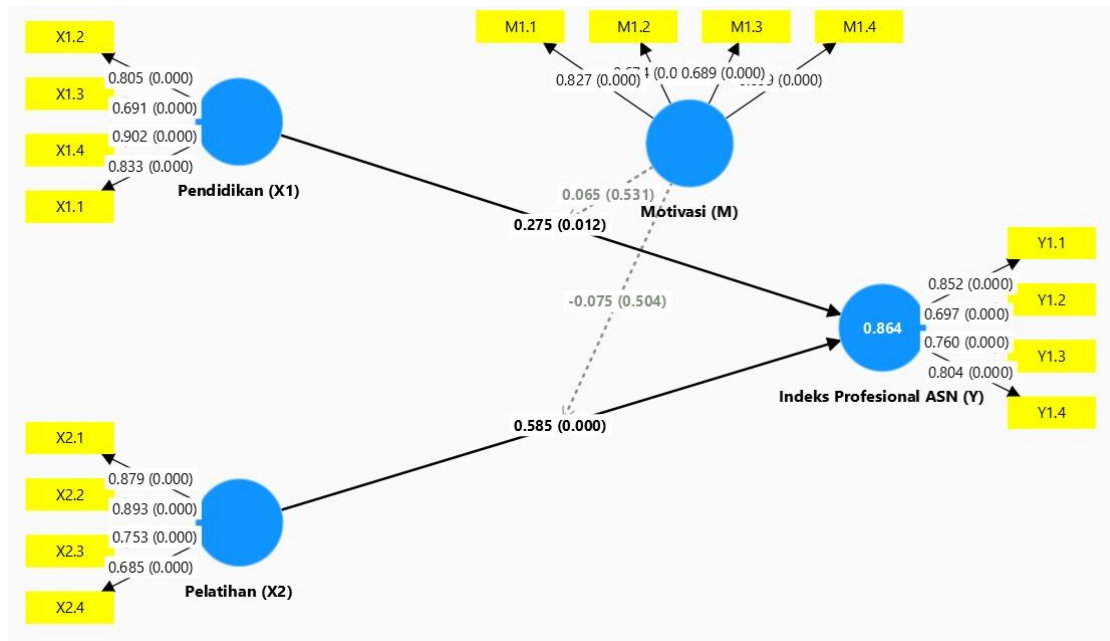 M1.1
M1.2
M1.3
M1.4
0.827 (0.000)
0.689 (0.000)
X1.2
X1.3
X1.4
X1.1
0.805 (0.000)
0.691 (0.000)
0.902 (0.000)
0.833 (0.000)
Pendidikan (X1)
Motivasi (M)
0.065 (0.531)
0.275 (0.012)
-0.075 (0.504)
0.585 (0.000)
Y1.1
Y1.2
Y1.3
Y1.4
0.852 (0.000)
0.697 (0.000)
0.760 (0.000)
0.804 (0.000)
0.864
Indeks Profesional ASN (Y)
X2.1
X2.2
X2.3
X2.4
0.879 (0.000)
0.893 (0.000)
0.753 (0.000)
0.685 (0.000)
Pelatihan (X2)